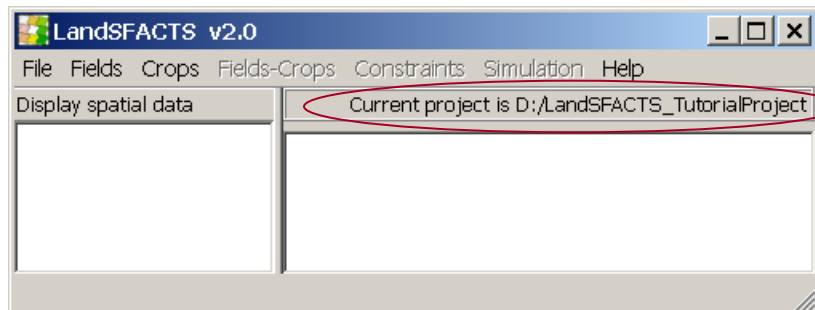 LandSFACTS v2.0
File Fields Crops Fields-Crops Constraints Simulation Help
Display spatial data
Current project is D:/LandSFACTS_TutorialProject